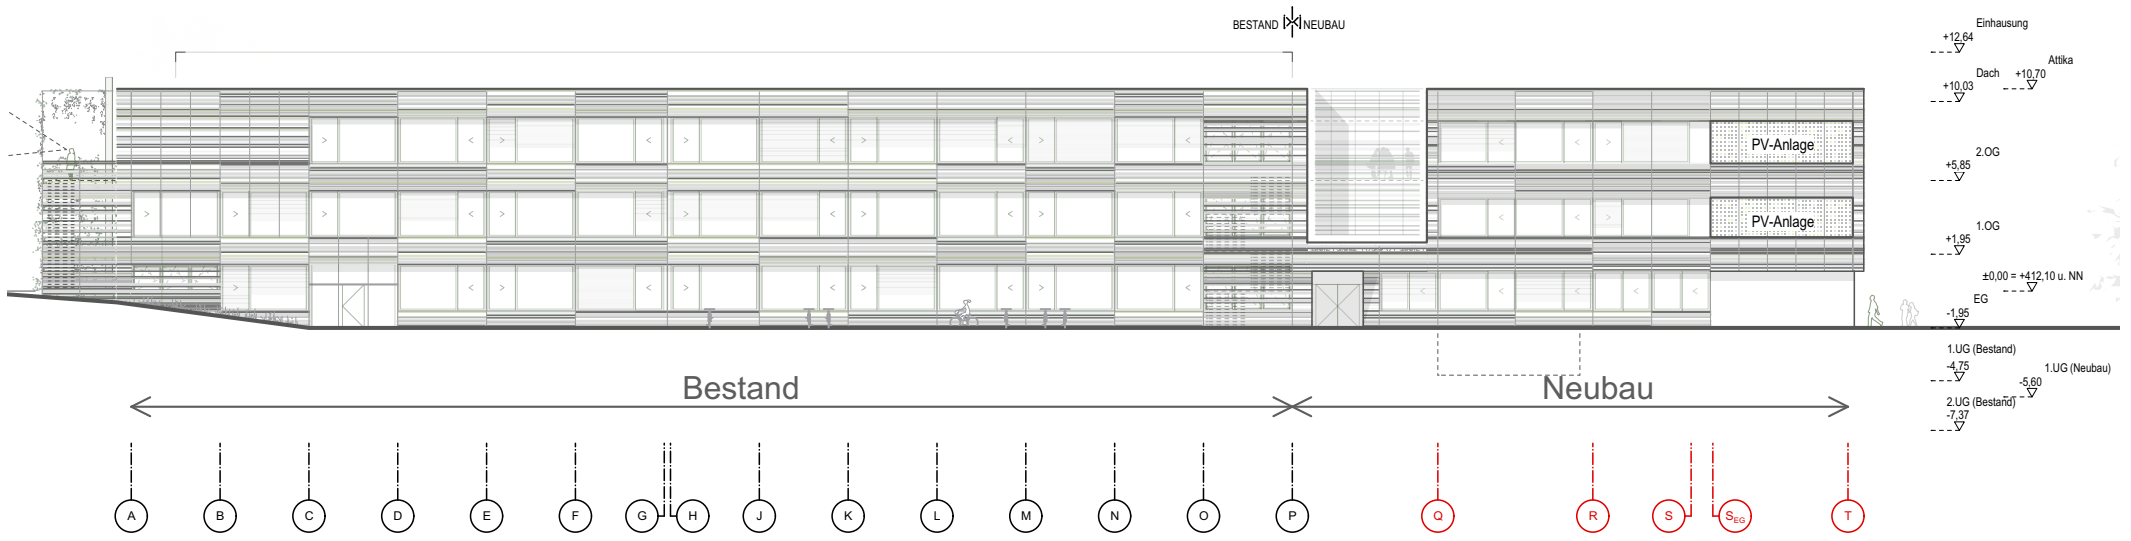 BESTAND NEUBAU
Einhausung
+12,64
Attika
Dach +10,70
+10,03
PV-Anlage
2.OG
+5,85
PV-Anlage
1.OG
+1,95
±0,00 = +412,10 u. NN
EG
-1,95
1.UG (Bestand)
-4,75
1.UG (Neubau)
-5,60
2.UG (Bestand)
-7,37
Bestand Neubau
A B C D E F G H J K L M N O P Q R S SEG T